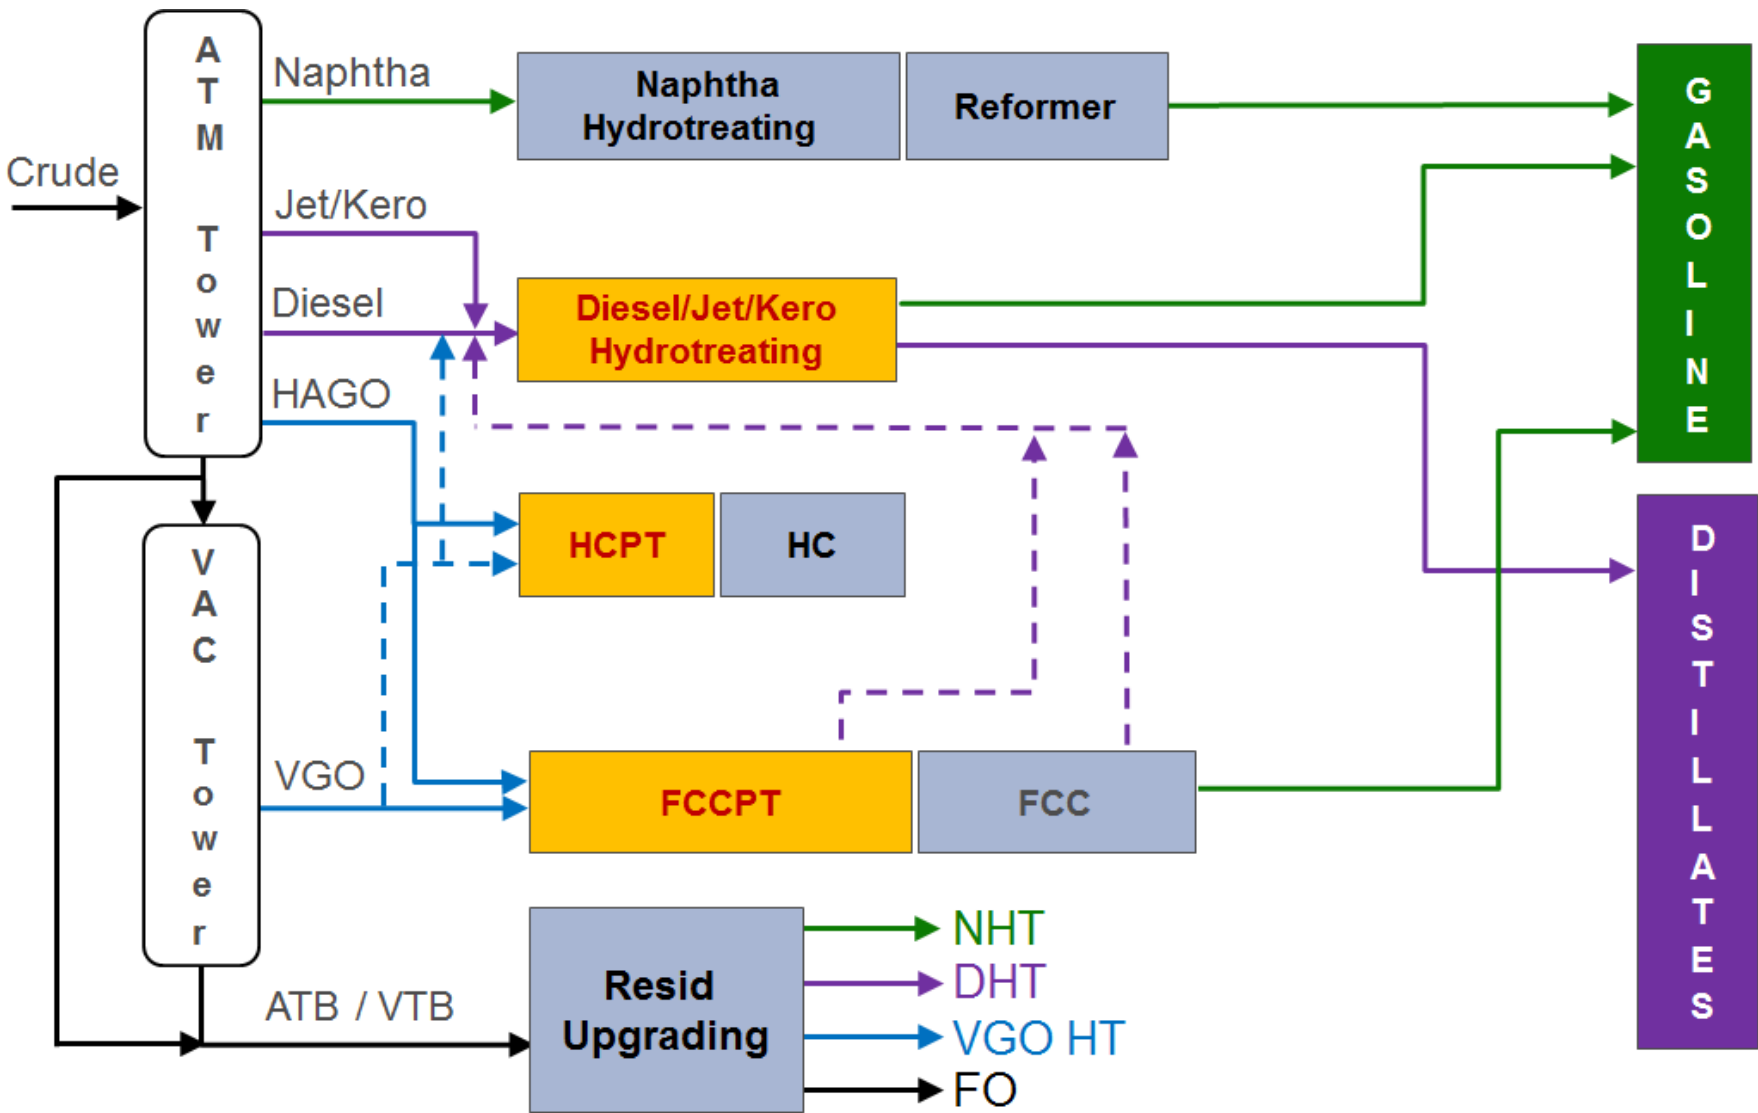 ATM Tower
Naphtha
Naphtha
Hydrotreating
Reformer
GASOLINE
Crude
Jet/Kero
Diesel
Diesel/Jet/Kero
Hydrotreating
HAGO
HCPT
HC
DISTILLATES
VAC Tower
VGO
FCCPT
FCC
ATB / VTB
Resid
Upgrading
NHT
DHT
VGO HT
FO